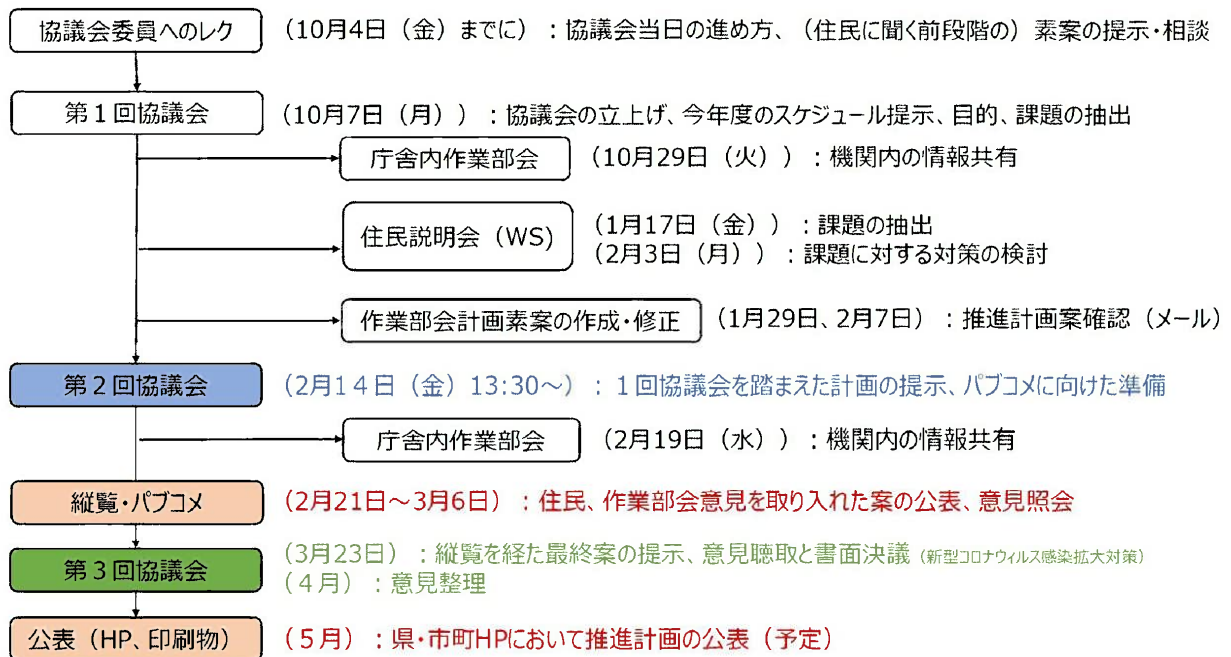 協議会委員へのレク (10月4日（金）までに）：協議会当日の進め方、（住民に聞く前段階の）素案の提示・相談
第１回協議会 (10月7日（月））：協議会の立上げ、今年度のスケジュール提示、目的、課題の抽出
庁舎内作業部会 (10月29日（火））：機関内の情報共有
住民説明会（WS) (1月17日（金））：課題の抽出
(2月3日（月））：課題に対する対策の検討
作業部会計画素案の作成・修正 (1月29日、2月7日）：推進計画案確認（メール）
第２回協議会 (2月１４日（金）13:30～）：１回協議会を踏まえた計画の提示、パブコメに向けた準備
庁舎内作業部会 (2月19日（水））：機関内の情報共有
縦覧・パブコメ (2月21日～3月6日）：住民、作業部会意見を取り入れた案の公表、意見照会
第３回協議会 (3月23日）：縦覧を経た最終案の提示、意見聴取と書面決議（新型コロナウィルス感染拡大対策）
(４月）：意見整理
公表（HP、印刷物） (５月）：県・市町HPにおいて推進計画の公表（予定）